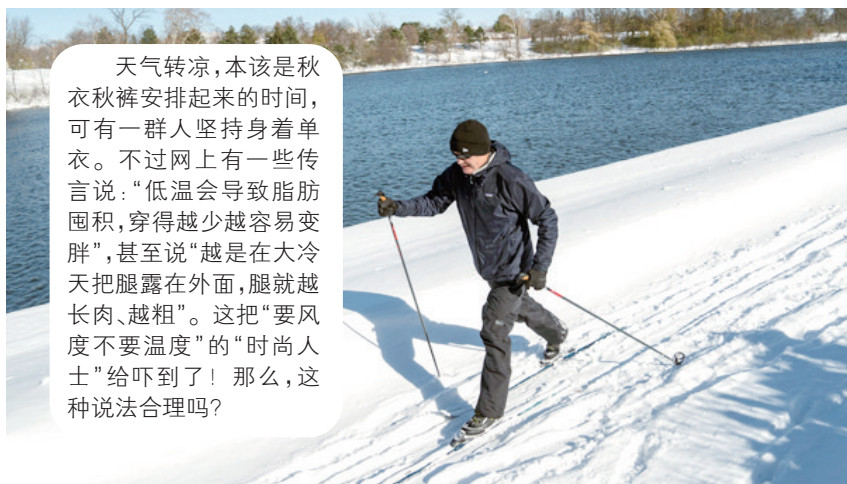 天气转凉，本该是秋
衣秋裤安排起来的时间，
可有一群人坚持身着单
衣。不过网上有一些传
言说：“低温会导致脂肪
囤积，穿得越少越容易变
胖”，甚至说“越是在大冷
天把腿露在外面，腿就越
长肉、越粗”。这把“要风
度不要温度”的“时尚人
士”给吓到了！那么，这
种说法合理吗？